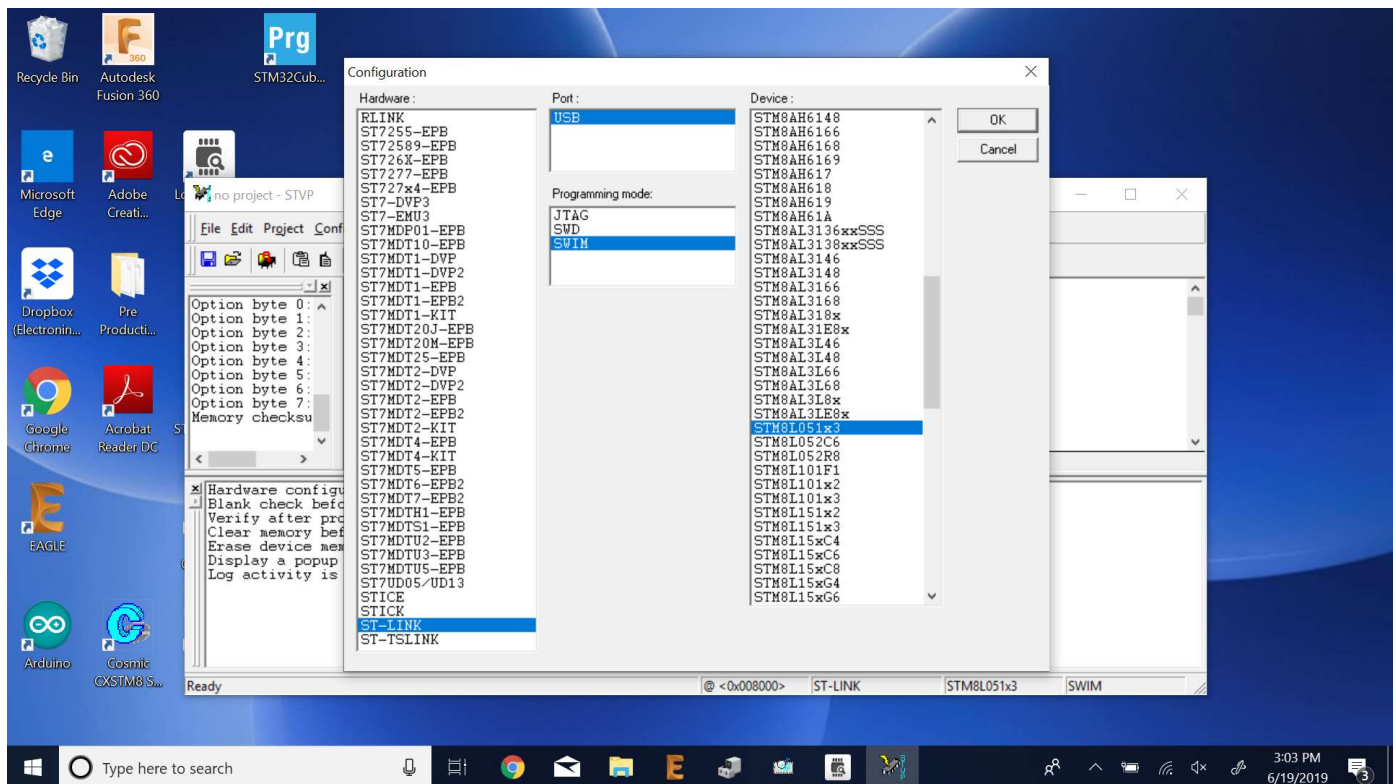 Recycle Bin
360
Autodesk
Fusion 360
Prg
STM32Cub...
Microsoft
Edge
Adobe
Creati...
Dropbox
(Electronin...
Pre
Producti...
Google
Chrome
Acrobat
Reader DC
EAGLE
Arduino
Cosmic
CXSTM8 S...
no project - STVP
File Edit Project Conf
Option byte 0:
Option byte 1:
Option byte 2:
Option byte 3:
Option byte 4:
Option byte 5:
Option byte 6:
Option byte 7:
Memory checksu
Hardware configu
Blank check befo
Verify after pro
Clear memory bef
Erase device mem
Display a popup
Log activity is
Ready
@ <0x008000>
ST-LINK
STM8L051x3
SWIM
Configuration
Hardware :
RLINK
ST7255-EPB
ST72589-EPB
ST726X-EPB
ST7277-EPB
ST727x4-EPB
ST7-DVP3
ST7-EMU3
ST7MDP01-EPB
ST7MDT10-EPB
ST7MDT1-DVP
ST7MDT1-DVP2
ST7MDT1-EPB
ST7MDT1-EPB2
ST7MDT1-KIT
ST7MDT20J-EPB
ST7MDT20M-EPB
ST7MDT25-EPB
ST7MDT2-DVP
ST7MDT2-DVP2
ST7MDT2-EPB
ST7MDT2-EPB2
ST7MDT2-KIT
ST7MDT4-EPB
ST7MDT4-KIT
ST7MDT5-EPB
ST7MDT6-EPB2
ST7MDT7-EPB2
ST7MDTH1-EPB
ST7MDTS1-EPB
ST7MDTU2-EPB
ST7MDTU3-EPB
ST7MDTU5-EPB
ST7UD05/UD13
STICE
STICK
ST-LINK
ST-TSLINK
Port :
USB
Programming mode:
JTAG
SWD
SWIM
Device :
STM8AH6148
STM8AH6166
STM8AH6168
STM8AH6169
STM8AH617
STM8AH618
STM8AH619
STM8AH61A
STM8AL3136xxSSS
STM8AL3138xxSSS
STM8AL3146
STM8AL3148
STM8AL3166
STM8AL3168
STM8AL318x
STM8AL31E8x
STM8AL3L46
STM8AL3L48
STM8AL3L66
STM8AL3L68
STM8AL3L8x
STM8AL3LE8x
STM8L051x3
STM8L052C6
STM8L052R8
STM8L101F1
STM8L101x2
STM8L101x3
STM8L151x2
STM8L151x3
STM8L15xC4
STM8L15xC6
STM8L15xC8
STM8L15xG4
STM8L15xG6
OK
Cancel
Type here to search
3:03 PM
6/19/2019
3